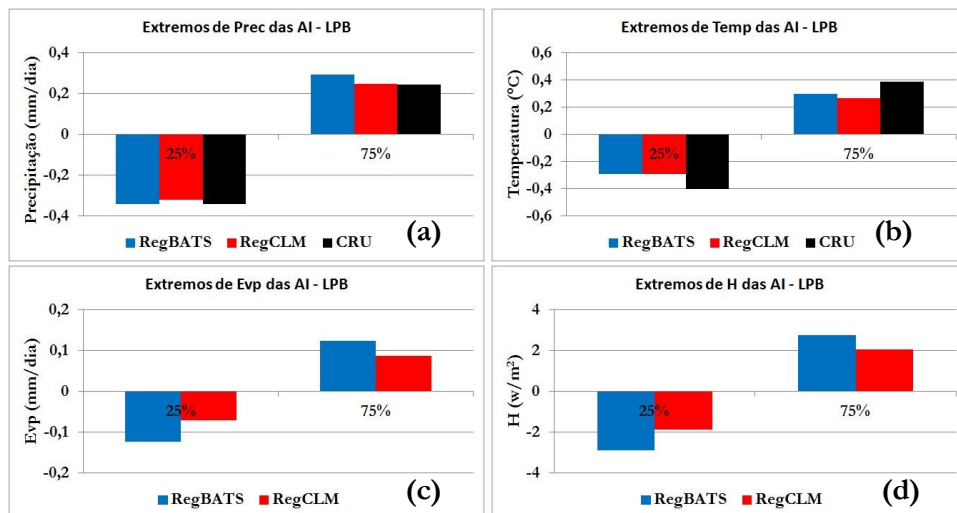 Extremos de Prec das AI - LPB
Precipitação (mm/dia)
0,4
0,2
0
-0,2
-0,4
25%
75%
RegBATS RegCLM CRU
(a)
Extremos de Temp das AI - LPB
Temperatura (°C)
0,6
0,4
0,2
0
-0,2
-0,4
-0,6
25%
75%
RegBATS RegCLM CRU
(b)
Extremos de Evp das AI - LPB
Evp (mm/dia)
0,2
0,1
0
-0,1
-0,2
25%
75%
RegBATS RegCLM
(c)
Extremos de H das AI - LPB
H (w/m²)
4
2
0
-2
-4
25%
75%
RegBATS RegCLM
(d)